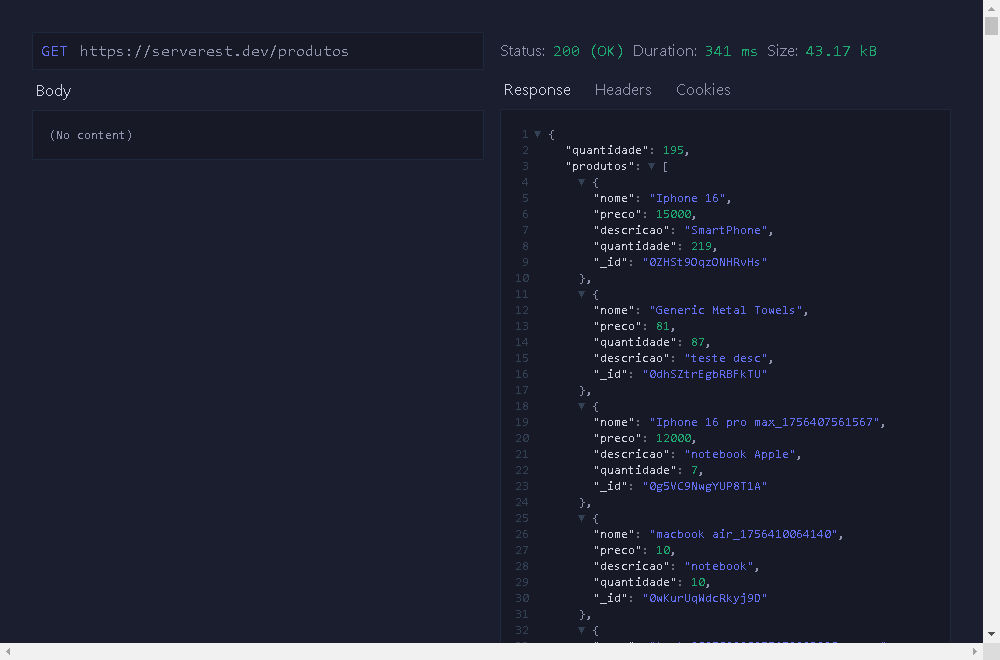 GET https://serverest.dev/produtos
Status: 200 (OK) Duration: 341 ms Size: 43.17 kB
Body
(No content)
Response Headers Cookies
1 {
2 "quantidade": 195,
3 "produtos": [
4 {
5 "nome": "Iphone 16",
6 "preco": 15000,
7 "descricao": "SmartPhone",
8 "quantidade": 219,
9 "_id": "0ZHSt9OqzONHRvHs"
10 },
11 {
12 "nome": "Generic Metal Towels",
13 "preco": 81,
14 "quantidade": 87,
15 "descricao": "teste desc",
16 "_id": "0dhSZtrEgbRBFkTU"
17 },
18 {
19 "nome": "Iphone 16 pro max_1756407561567",
20 "preco": 12000,
21 "descricao": "notebook Apple",
22 "quantidade": 7,
23 "_id": "0g5VC9NwgYUP8T1A"
24 },
25 {
26 "nome": "macbook air_1756410064140",
27 "preco": 10,
28 "descricao": "notebook",
29 "quantidade": 10,
30 "_id": "0wKurUqWdcRkyj9D"
31 },
32 {